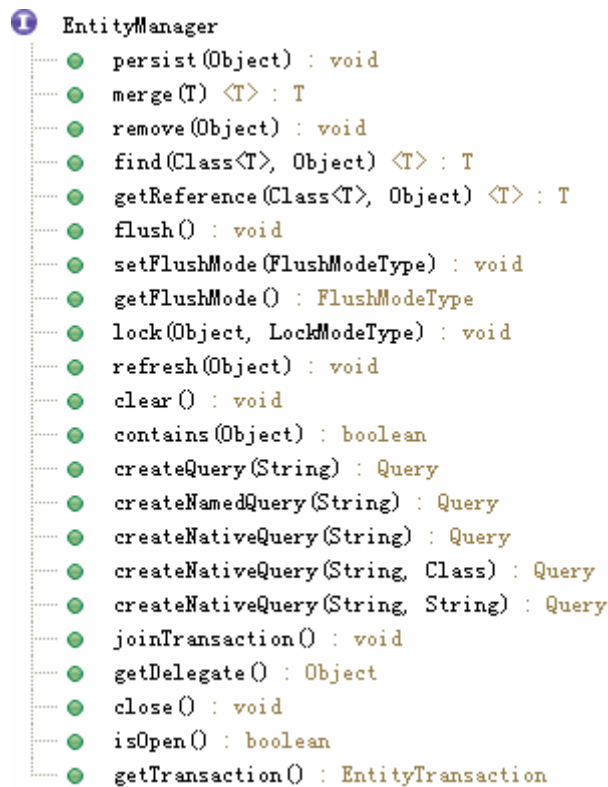 I EntityManager
persist(Object) : void
merge(T) <T> : T
remove(Object) : void
find(Class<T>, Object) <T> : T
getReference(Class<T>, Object) <T> : T
flush() : void
setFlushMode(FlushModeType) : void
getFlushMode() : FlushModeType
lock(Object, LockModeType) : void
refresh(Object) : void
clear() : void
contains(Object) : boolean
createQuery(String) : Query
createNamedQuery(String) : Query
createNativeQuery(String) : Query
createNativeQuery(String, Class) : Query
createNativeQuery(String, String) : Query
joinTransaction() : void
getDelegate() : Object
close() : void
isOpen() : boolean
getTransaction() : EntityTransaction